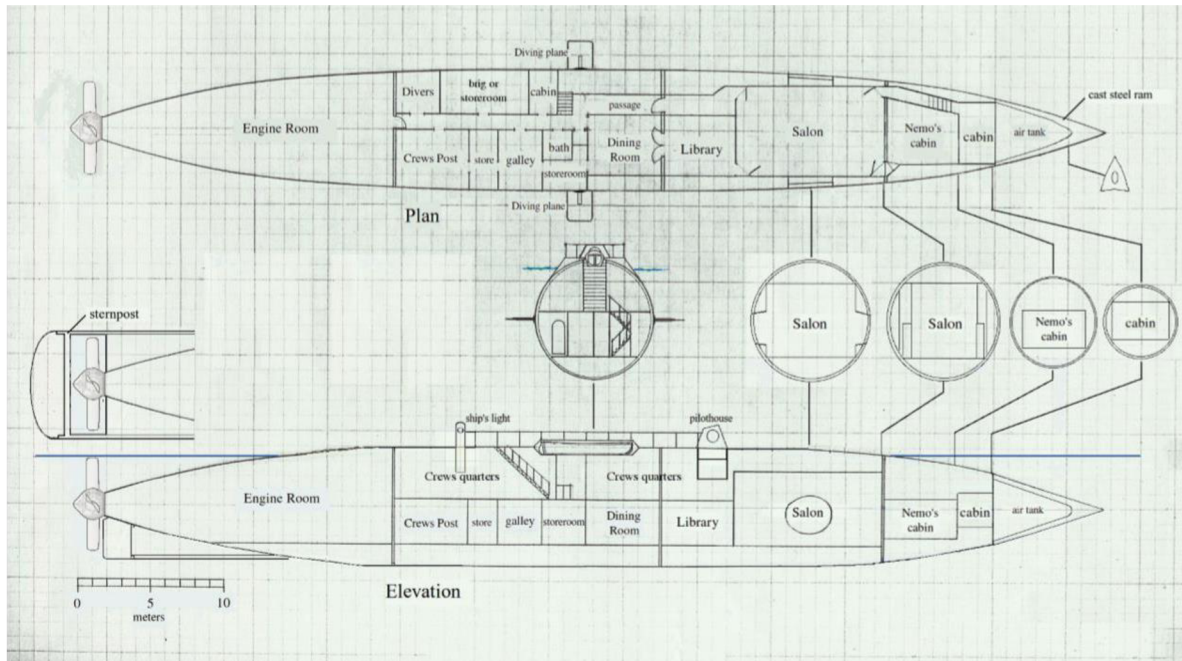 Diving plane
cast steel ram
Divers
brig or
storeroom
cabin
passage
Engine Room
Salon
Nemo's
cabin
cabin
air tank
Crews Post
store
galley
bath
storeroom
Dining
Room
Library
Plan
Diving plane
sternpost
Salon
Salon
Nemo's
cabin
cabin
ship's light
pilothouse
Crews quarters
Crews quarters
Engine Room
Crews Post
store
galley
storeroom
Dining
Room
Library
Salon
Nemo's
cabin
cabin
air tank
0 5 10
meters
Elevation